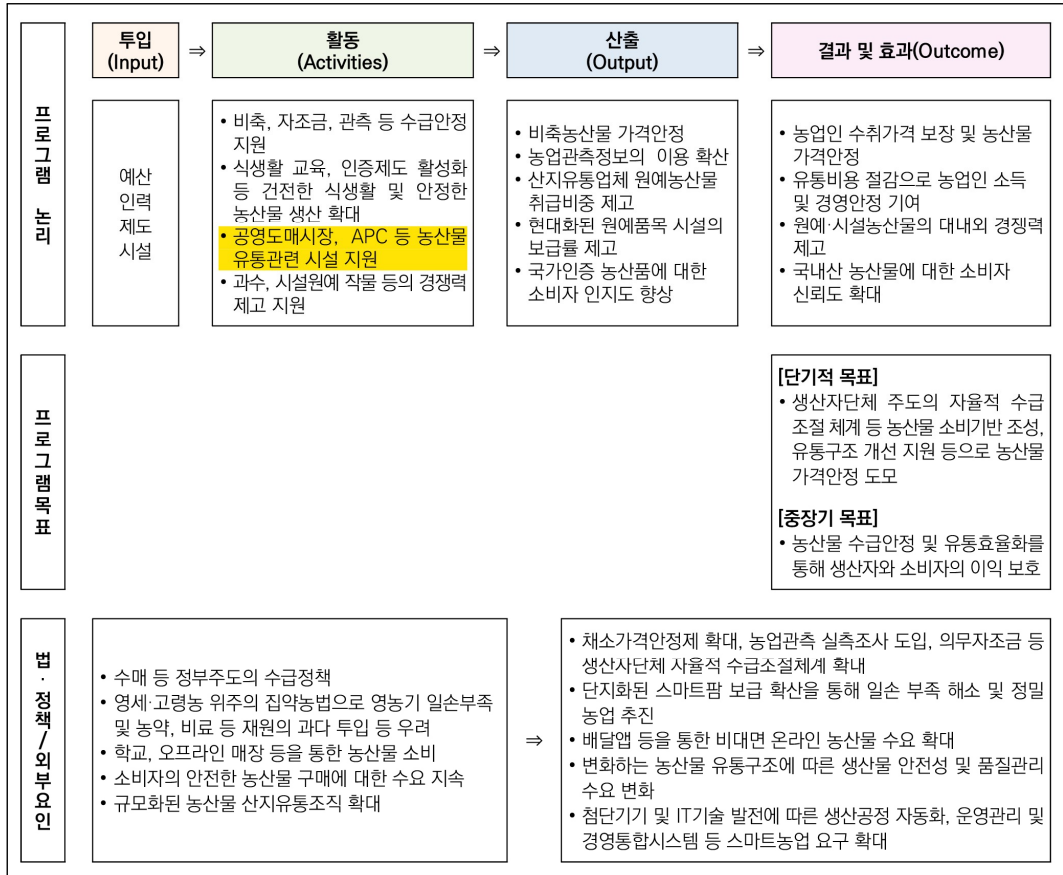 투입
(Input)
⇒
활동
(Activities)
⇒
산출
(Output)
⇒
결과 및 효과(Outcome)
프로그램 논리
예산
인력
제도
시설
• 비축, 자조금, 관측 등 수급안정
지원
• 식생활 교육, 인증제도 활성화
등 건전한 식생활 및 안정한
농산물 생산 확대
• 공영도매시장, APC 등 농산물
유통관련 시설 지원
• 과수, 시설원예 작물 등의 경쟁력
제고 지원
• 비축농산물 가격안정
• 농업관측정보의 이용 확산
• 산지유통업체 원예농산물
취급비중 제고
• 현대화된 원예품목 시설의
보급률 제고
• 국가인증 농산품에 대한
소비자 인지도 향상
• 농업인 수취가격 보장 및 농산물
가격안정
• 유통비용 절감으로 농업인 소득
및 경영안정 기여
• 원예·시설농산물의 대내외 경쟁력
제고
• 국내산 농산물에 대한 소비자
신뢰도 확대
프로그램목표
[단기적 목표]
• 생산자단체 주도의 자율적 수급
조절 체계 등 농산물 소비기반 조성,
유통구조 개선 지원 등으로 농산물
가격안정 도모
[중장기 목표]
• 농산물 수급안정 및 유통효율화를
통해 생산자와 소비자의 이익 보호
법·정책/외부요인
• 수매 등 정부주도의 수급정책
• 영세·고령농 위주의 집약농법으로 영농기 일손부족
및 농약, 비료 등 재원의 과다 투입 등 우려
• 학교, 오프라인 매장 등을 통한 농산물 소비
• 소비자의 안전한 농산물 구매에 대한 수요 지속
• 규모화된 농산물 산지유통조직 확대
⇒
• 채소가격안정제 확대, 농업관측 실측조사 도입, 의무자조금 등
생산사단체 사율적 수급소절체계 확내
• 단지화된 스마트팜 보급 확산을 통해 일손 부족 해소 및 정밀
농업 추진
• 배달앱 등을 통한 비대면 온라인 농산물 수요 확대
• 변화하는 농산물 유통구조에 따른 생산물 안전성 및 품질관리
수요 변화
• 첨단기기 및 IT기술 발전에 따른 생산공정 자동화, 운영관리 및
경영통합시스템 등 스마트농업 요구 확대